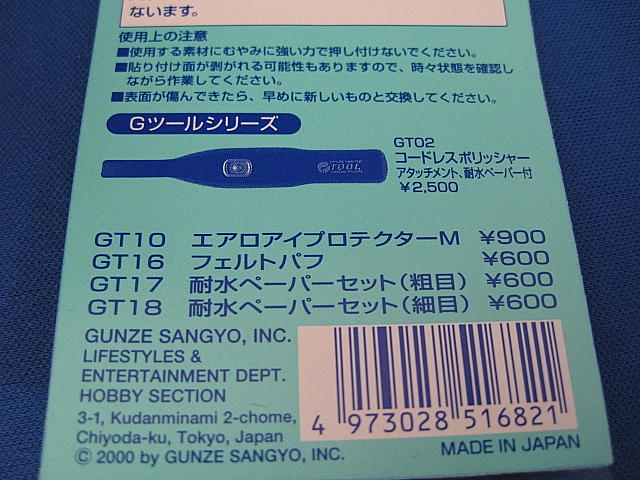 ないます。
使用上の注意
■使用する素材にむやみに強い力で押し付けないでください。
■貼り付け面が剥がれる可能性もありますので、時々状態を確認し
ながら作業してください。
■表面が傷んできたら、早めに新しいものと交換してください。
Gツールシリーズ
GT02
コードレスポリッシャー
アタッチメント、耐水ペーパー付
¥2,500
GT10 エアロアイプロテクターM ¥900
GT16 フェルトパフ ¥600
GT17 耐水ペーパーセット(粗目) ¥600
GT18 耐水ペーパーセット(細目) ¥600
GUNZE SANGYO, INC.
LIFESTYLES &
ENTERTAINMENT DEPT.
HOBBY SECTION
3-1, Kudanminami 2-chome,
Chiyoda-ku, Tokyo, Japan
© 2000 by GUNZE SANGYO, INC.
4 973028 516821
MADE IN JAPAN